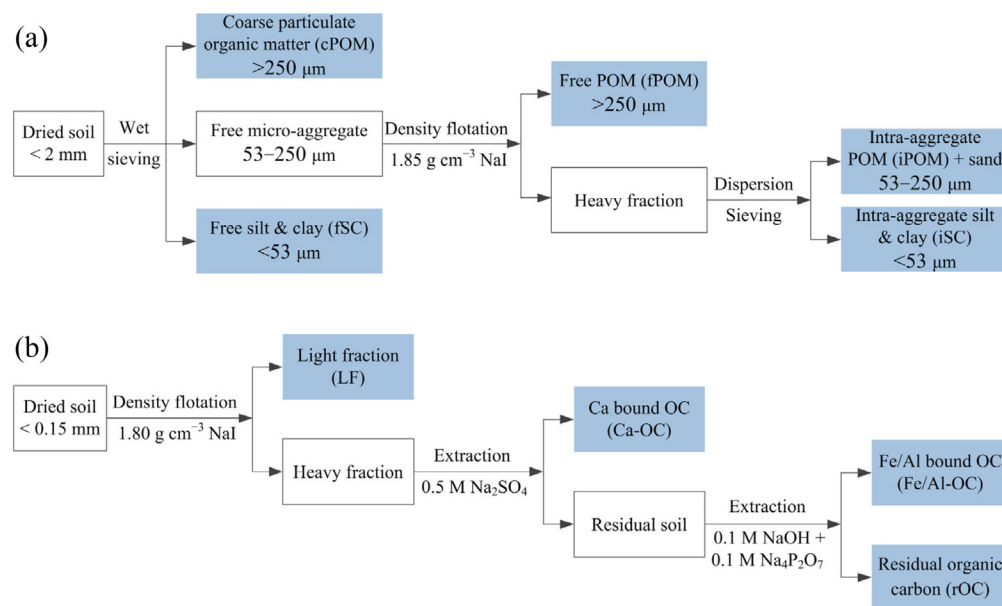 (a)
Coarse particulate
organic matter (cPOM)
>250 μm
Dried soil
< 2 mm
Wet
sieving
Free micro-aggregate
53–250 μm
Density flotation
1.85 g cm⁻³ NaI
Free silt & clay (fSC)
<53 μm
Free POM (fPOM)
>250 μm
Heavy fraction
Dispersion
Sieving
Intra-aggregate
POM (iPOM) + sand
53–250 μm
Intra-aggregate silt
& clay (iSC)
<53 μm
(b)
Dried soil
< 0.15 mm
Density flotation
1.80 g cm⁻³ NaI
Light fraction
(LF)
Heavy fraction
Extraction
0.5 M Na₂SO₄
Ca bound OC
(Ca-OC)
Residual soil
Extraction
0.1 M NaOH +
0.1 M Na₄P₂O₇
Fe/Al bound OC
(Fe/Al-OC)
Residual organic
carbon (rOC)